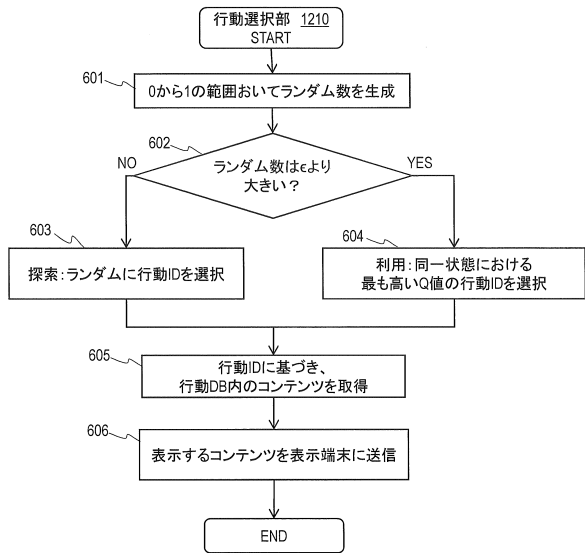 行動選択部 1210
START
601
0から1の範囲おいてランダム数を生成
602
ランダム数はϵより
大きい？
NO
YES
603
探索：ランダムに行動IDを選択
604
利用：同一状態における
最も高いQ値の行動IDを選択
605
行動IDに基づき、
行動DB内のコンテンツを取得
606
表示するコンテンツを表示端末に送信
END